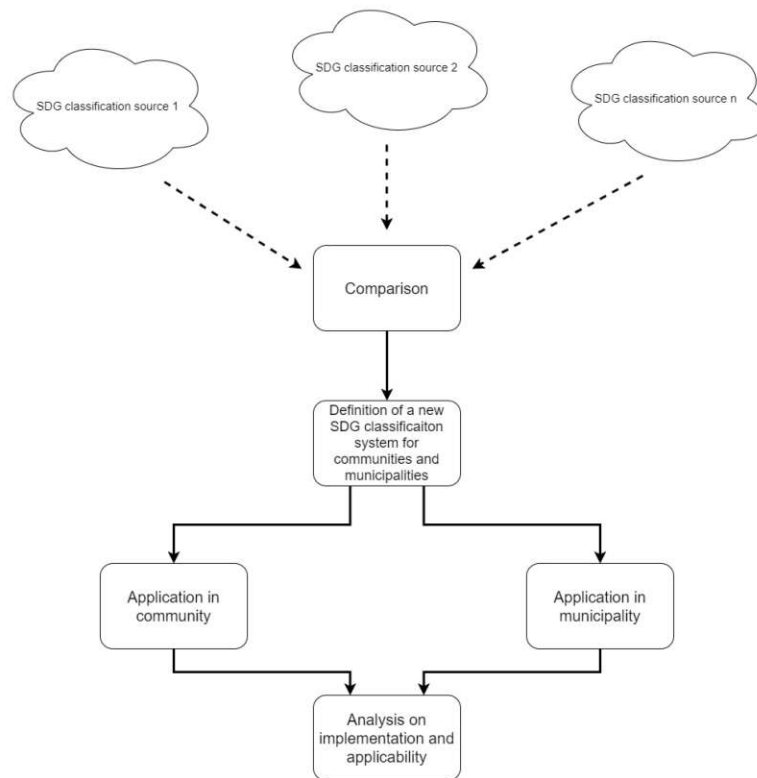 SDG classification source 1
SDG classification source 2
SDG classification source n
Comparison
Definition of a new
SDG classificaiton
system for
communities and
municipalities
Application in
community
Application in
municipality
Analysis on
implementation and
applicability